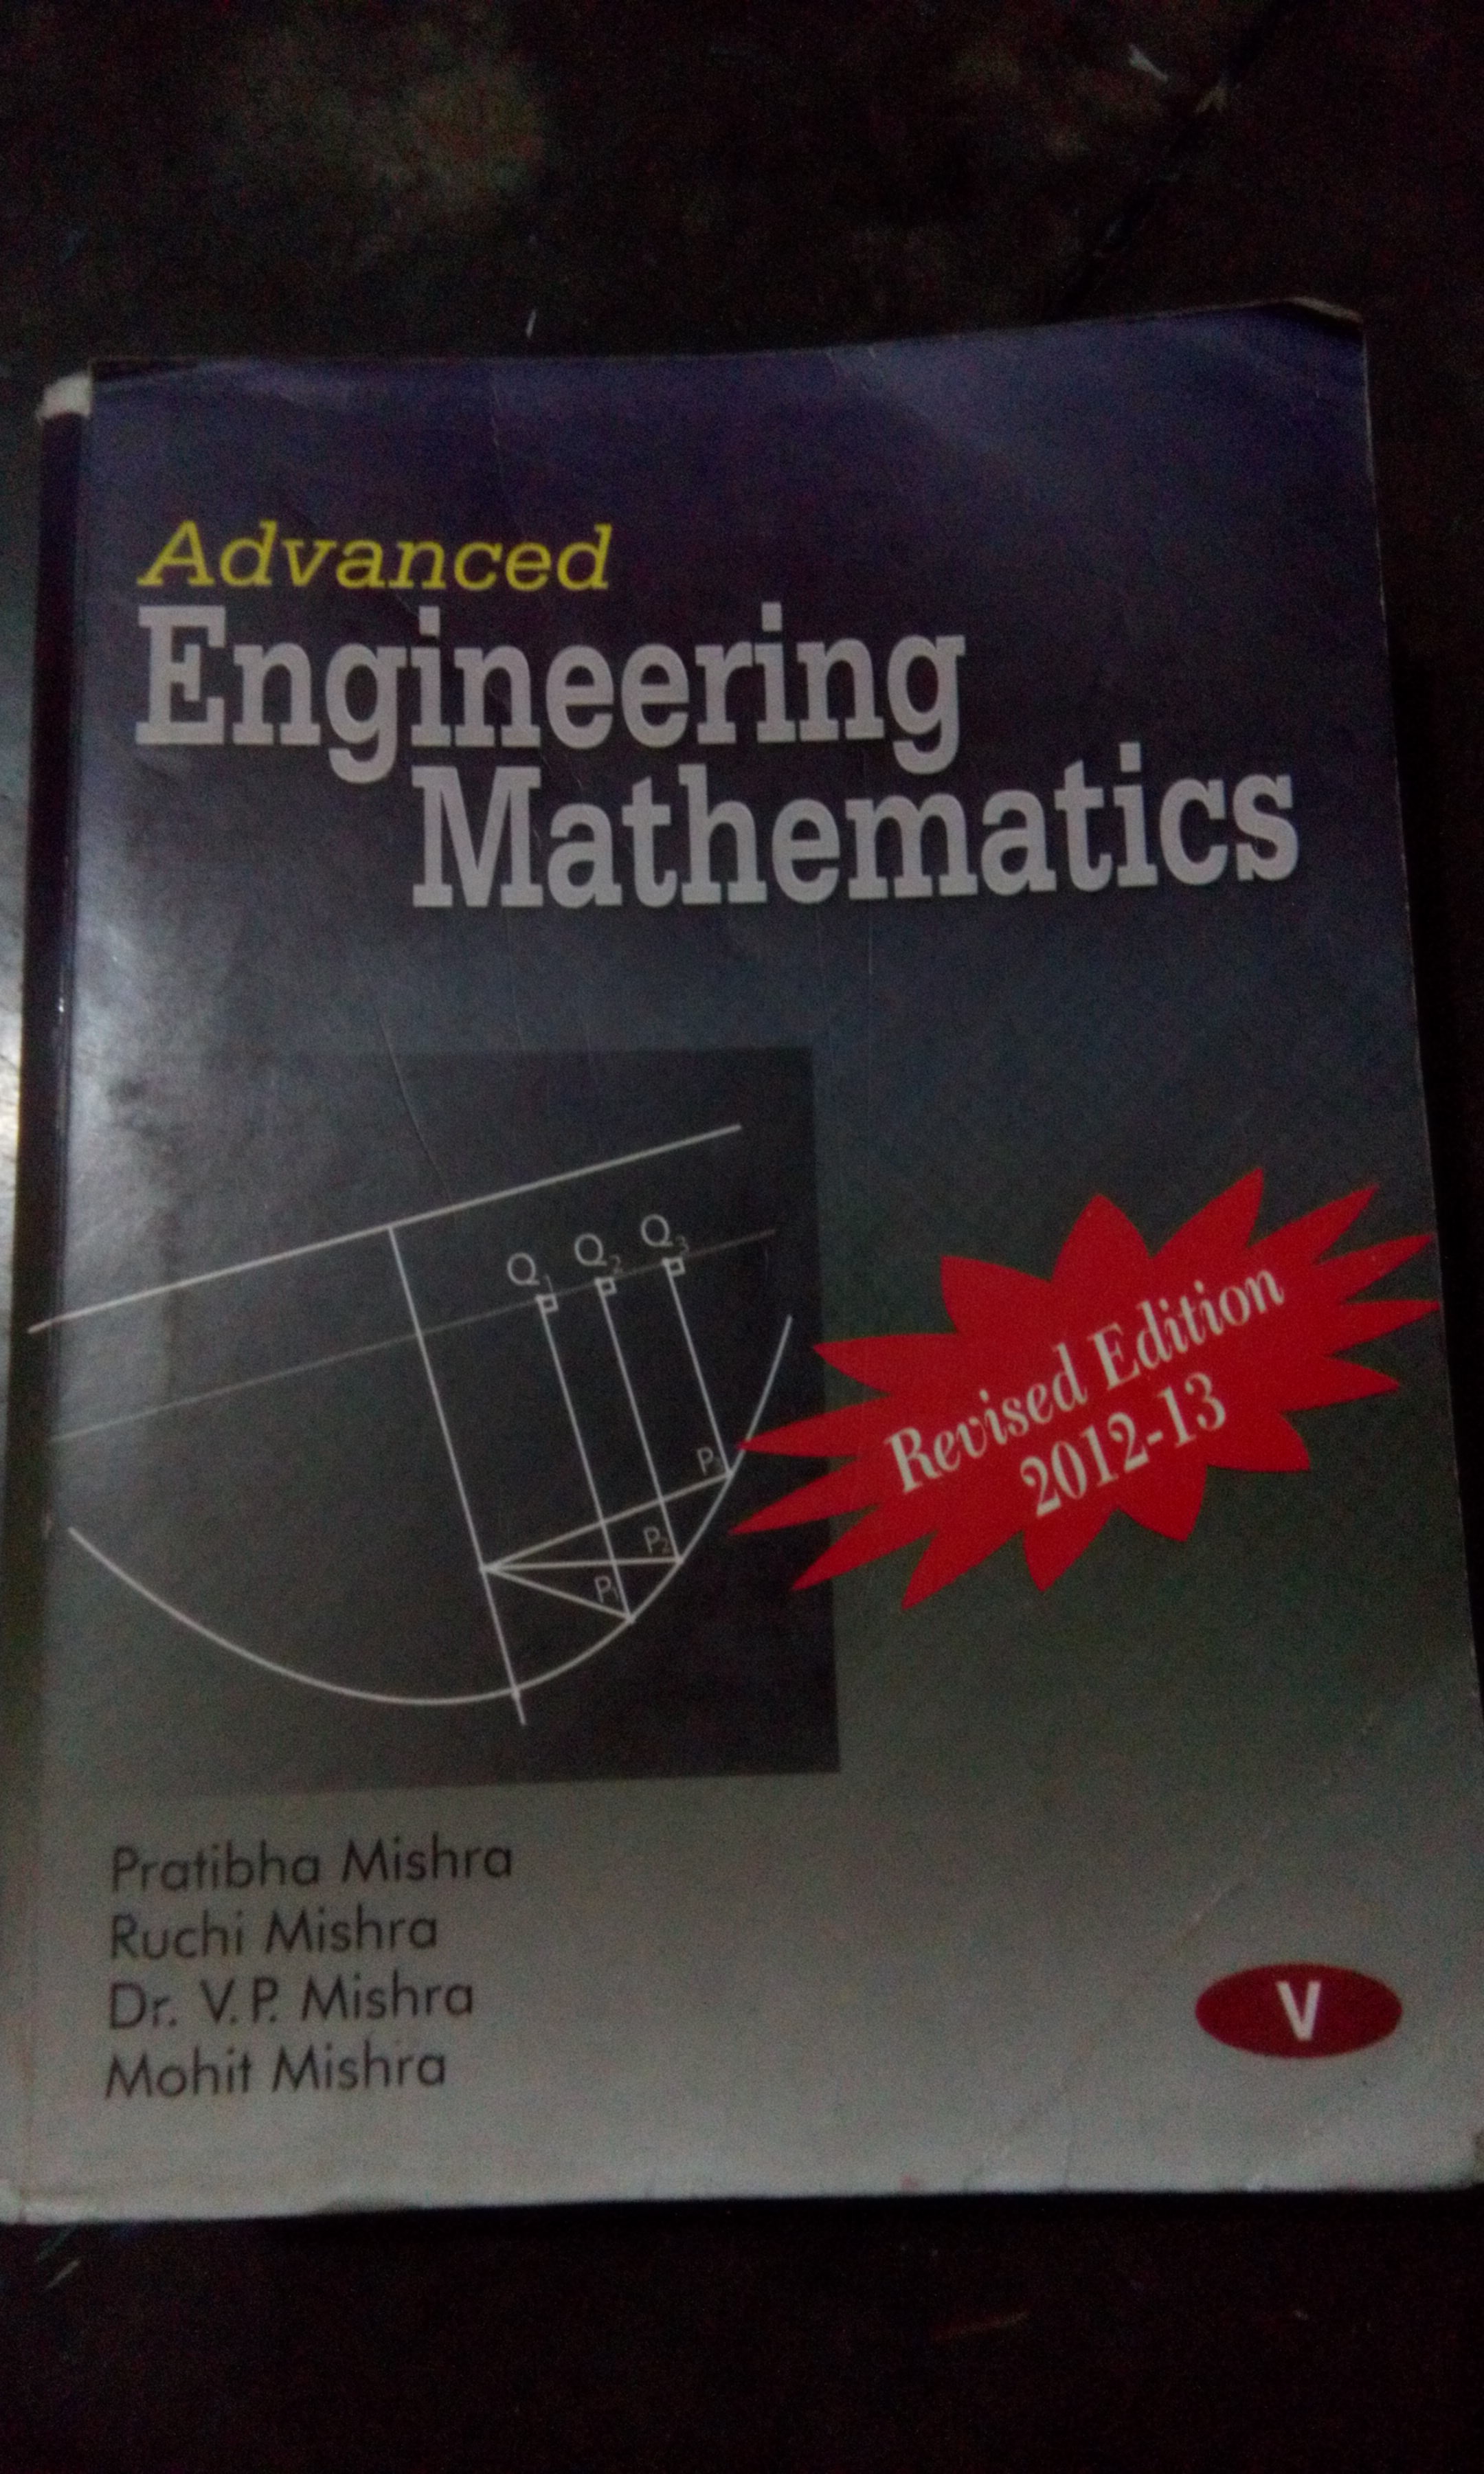 Advanced
Engineering
Mathematics
Q1
Q2
Q3
P3
P2
P1
Revised Edition
2012-13
Pratibha Mishra
Ruchi Mishra
Dr. V.P. Mishra
Mohit Mishra
V